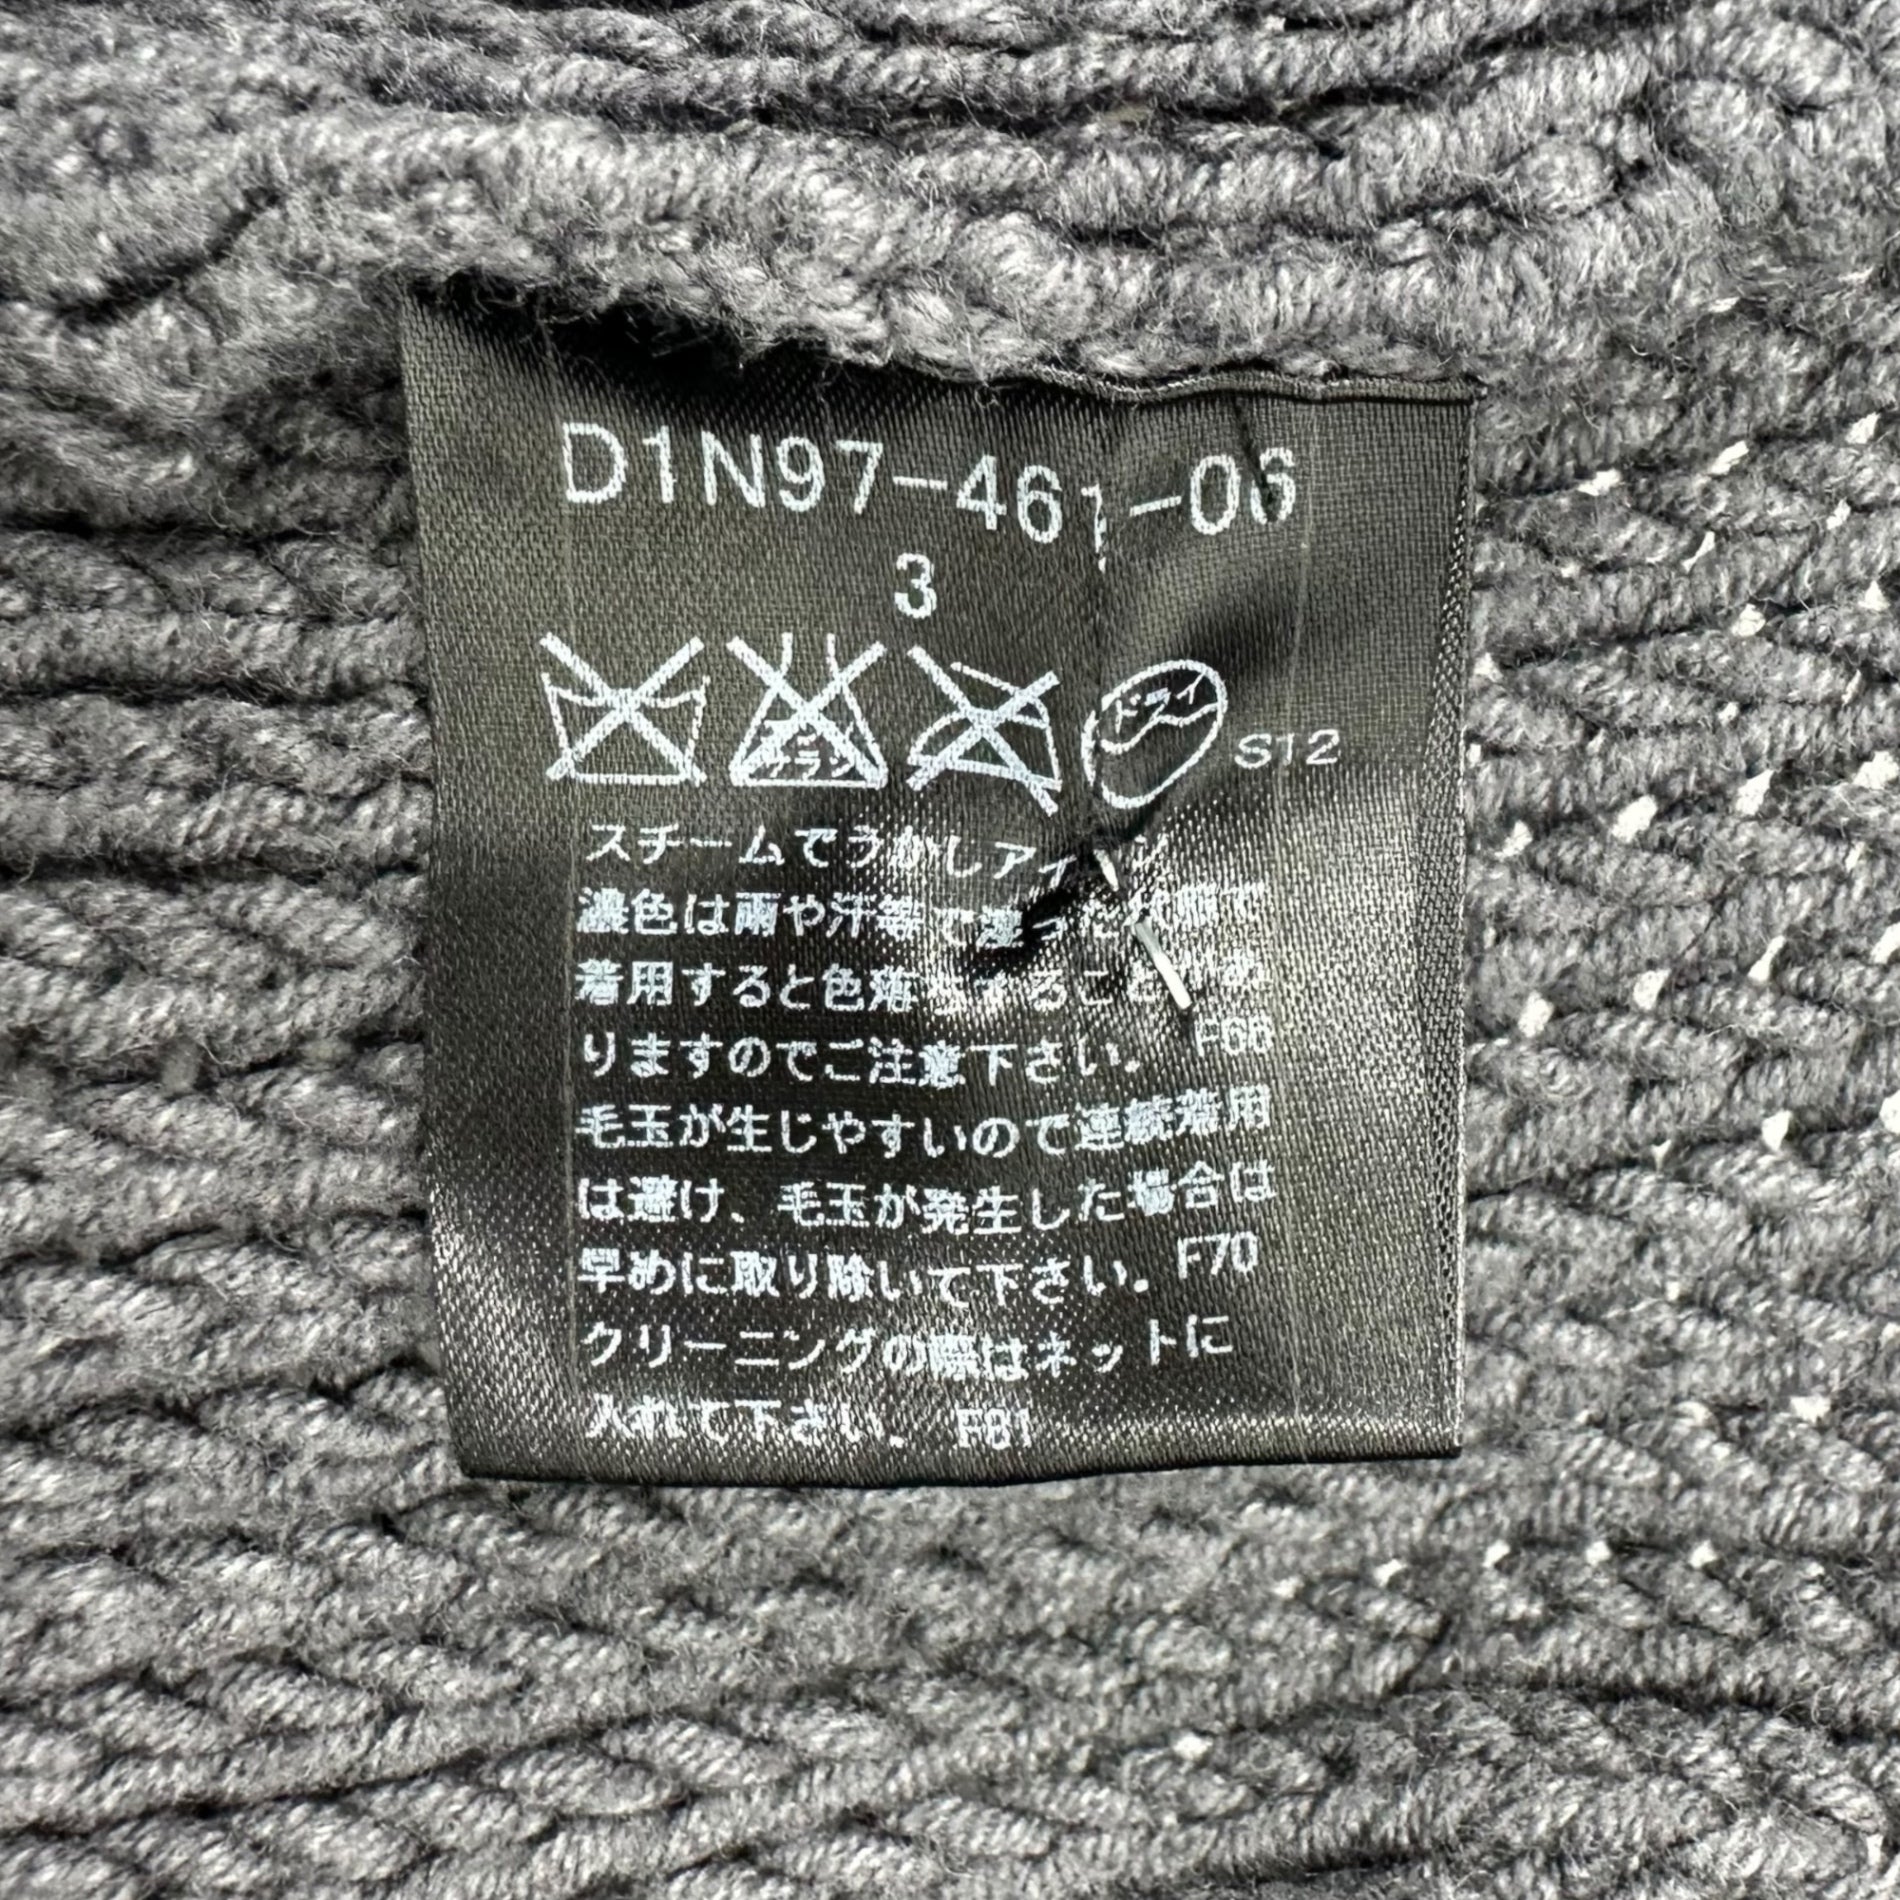 D1N97-461-06
3
エンソ サラシ
ドライ
S12
スチームでうかしアイロン
濃色は雨や汗等で湿った状態で
着用すると色落ちすることがあ
りますのでご注意下さい。 F66
毛玉が生じやすいので連続着用
は避け、毛玉が発生した場合は
早めに取り除いて下さい。F70
クリーニングの際はネットに
入れて下さい。 F81